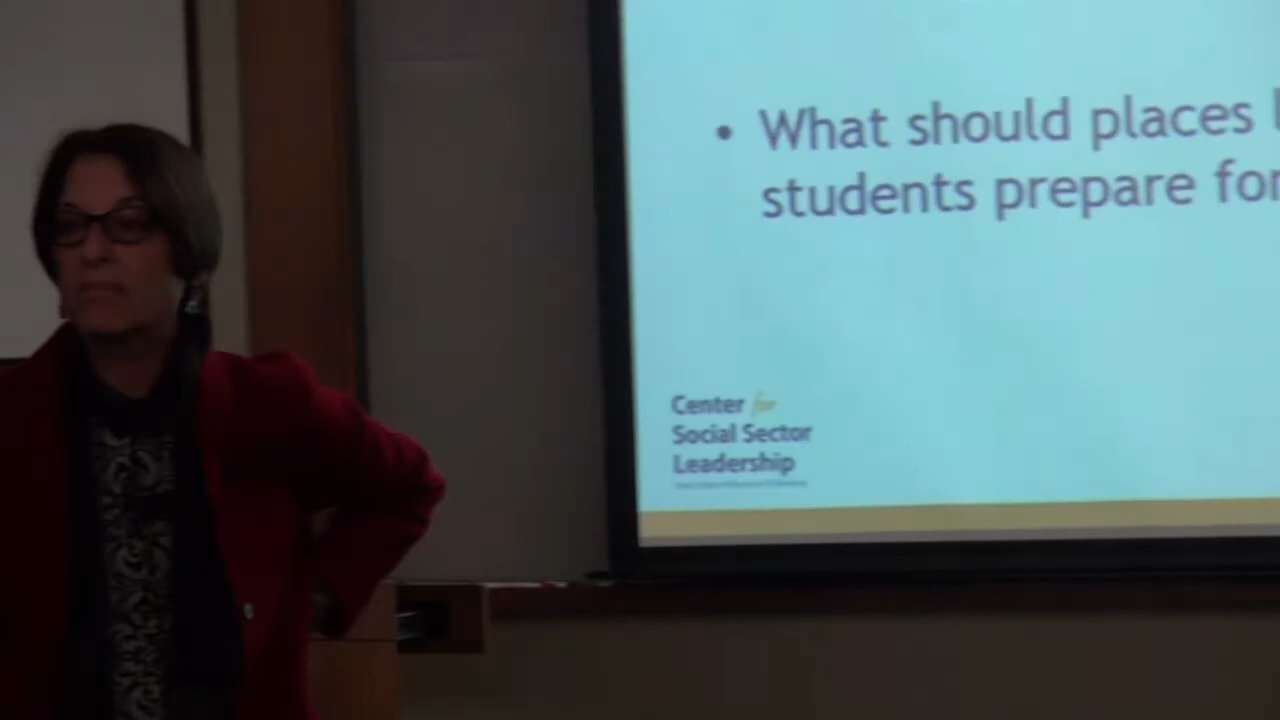 • What should places
students prepare for
Center for
Social Sector
Leadership